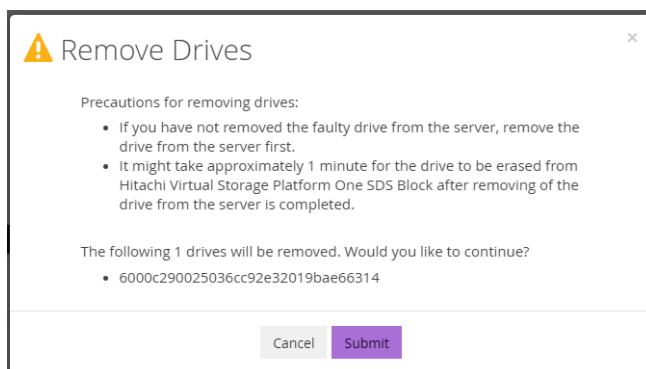 Remove Drives
×
Precautions for removing drives:
• If you have not removed the faulty drive from the server, remove the
drive from the server first.
• It might take approximately 1 minute for the drive to be erased from
Hitachi Virtual Storage Platform One SDS Block after removing of the
drive from the server is completed.
The following 1 drives will be removed. Would you like to continue?
• 6000c290025036cc92e32019bae66314
Cancel Submit